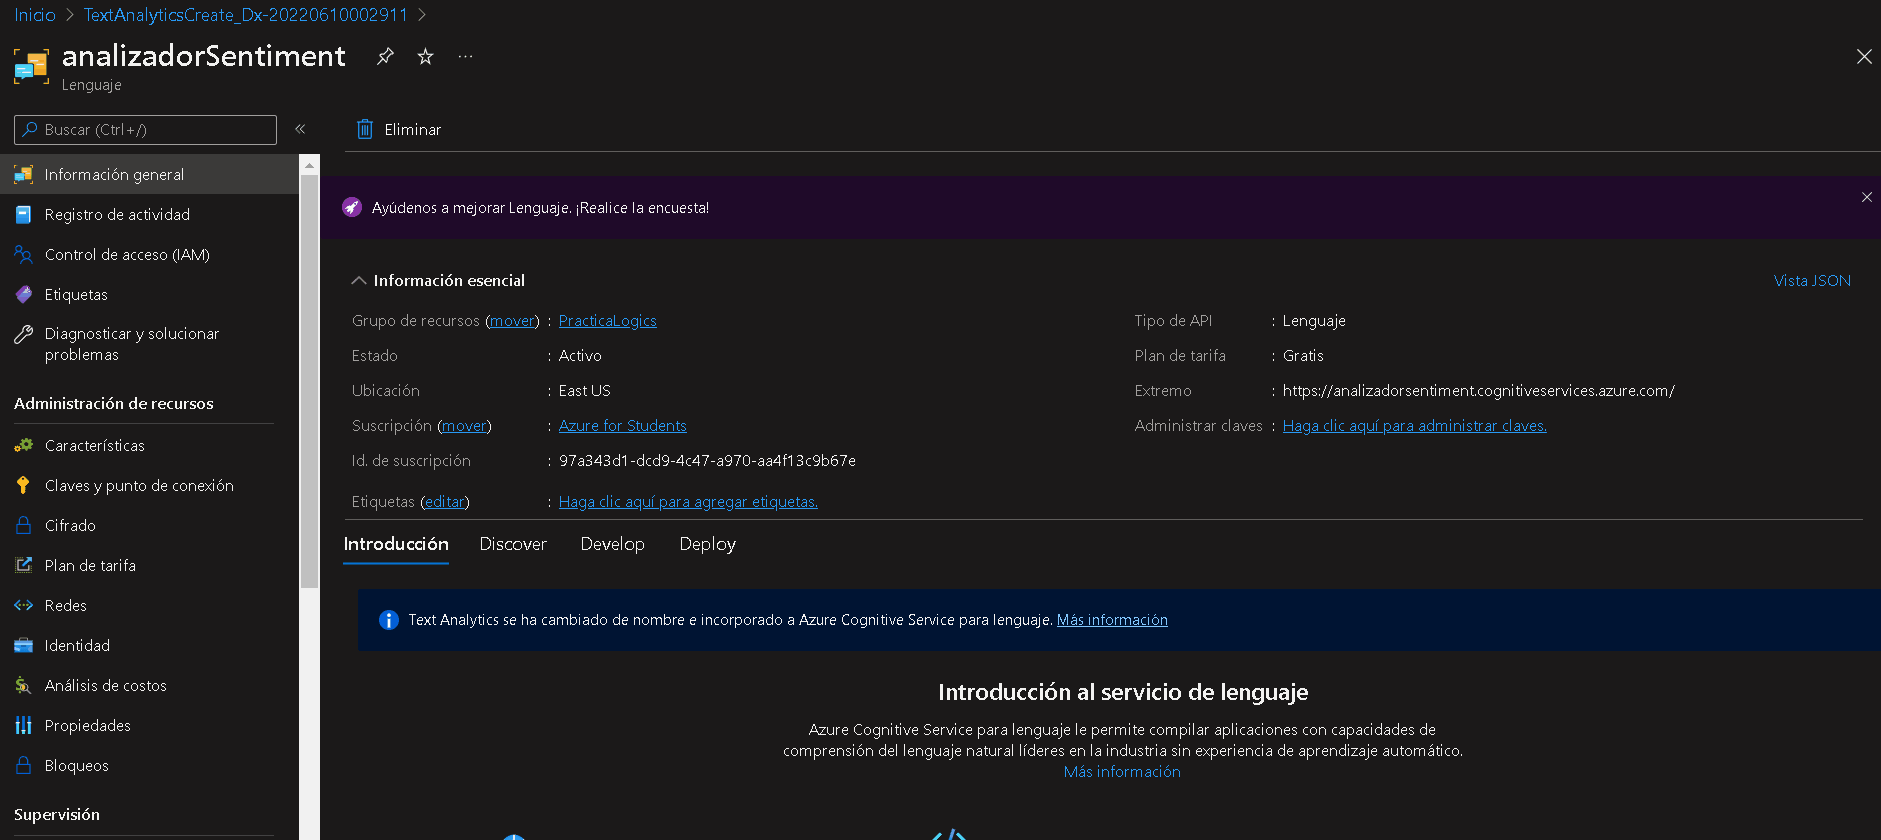 Inicio > TextAnalyticsCreate_Dx-20220610002911 >
analizadorSentiment
Lenguaje
Buscar (Ctrl+/)
Información general
Registro de actividad
Control de acceso (IAM)
Etiquetas
Diagnosticar y solucionar
problemas
Administración de recursos
Características
Claves y punto de conexión
Cifrado
Plan de tarifa
Redes
Identidad
Análisis de costos
Propiedades
Bloqueos
Supervisión
Eliminar
Ayúdenos a mejorar Lenguaje. ¡Realice la encuesta!
Información esencial
Vista JSON
Grupo de recursos (mover) : PracticaLogics
Estado : Activo
Ubicación : East US
Suscripción (mover) : Azure for Students
Id. de suscripción : 97a343d1-dcd9-4c47-a970-aa4f13c9b67e
Etiquetas (editar) : Haga clic aquí para agregar etiquetas.
Tipo de API : Lenguaje
Plan de tarifa : Gratis
Extremo : https://analizadorsentiment.cognitiveservices.azure.com/
Administrar claves : Haga clic aquí para administrar claves.
Introducción Discover Develop Deploy
Text Analytics se ha cambiado de nombre e incorporado a Azure Cognitive Service para lenguaje. Más información
Introducción al servicio de lenguaje
Azure Cognitive Service para lenguaje le permite compilar aplicaciones con capacidades de
comprensión del lenguaje natural líderes en la industria sin experiencia de aprendizaje automático.
Más información